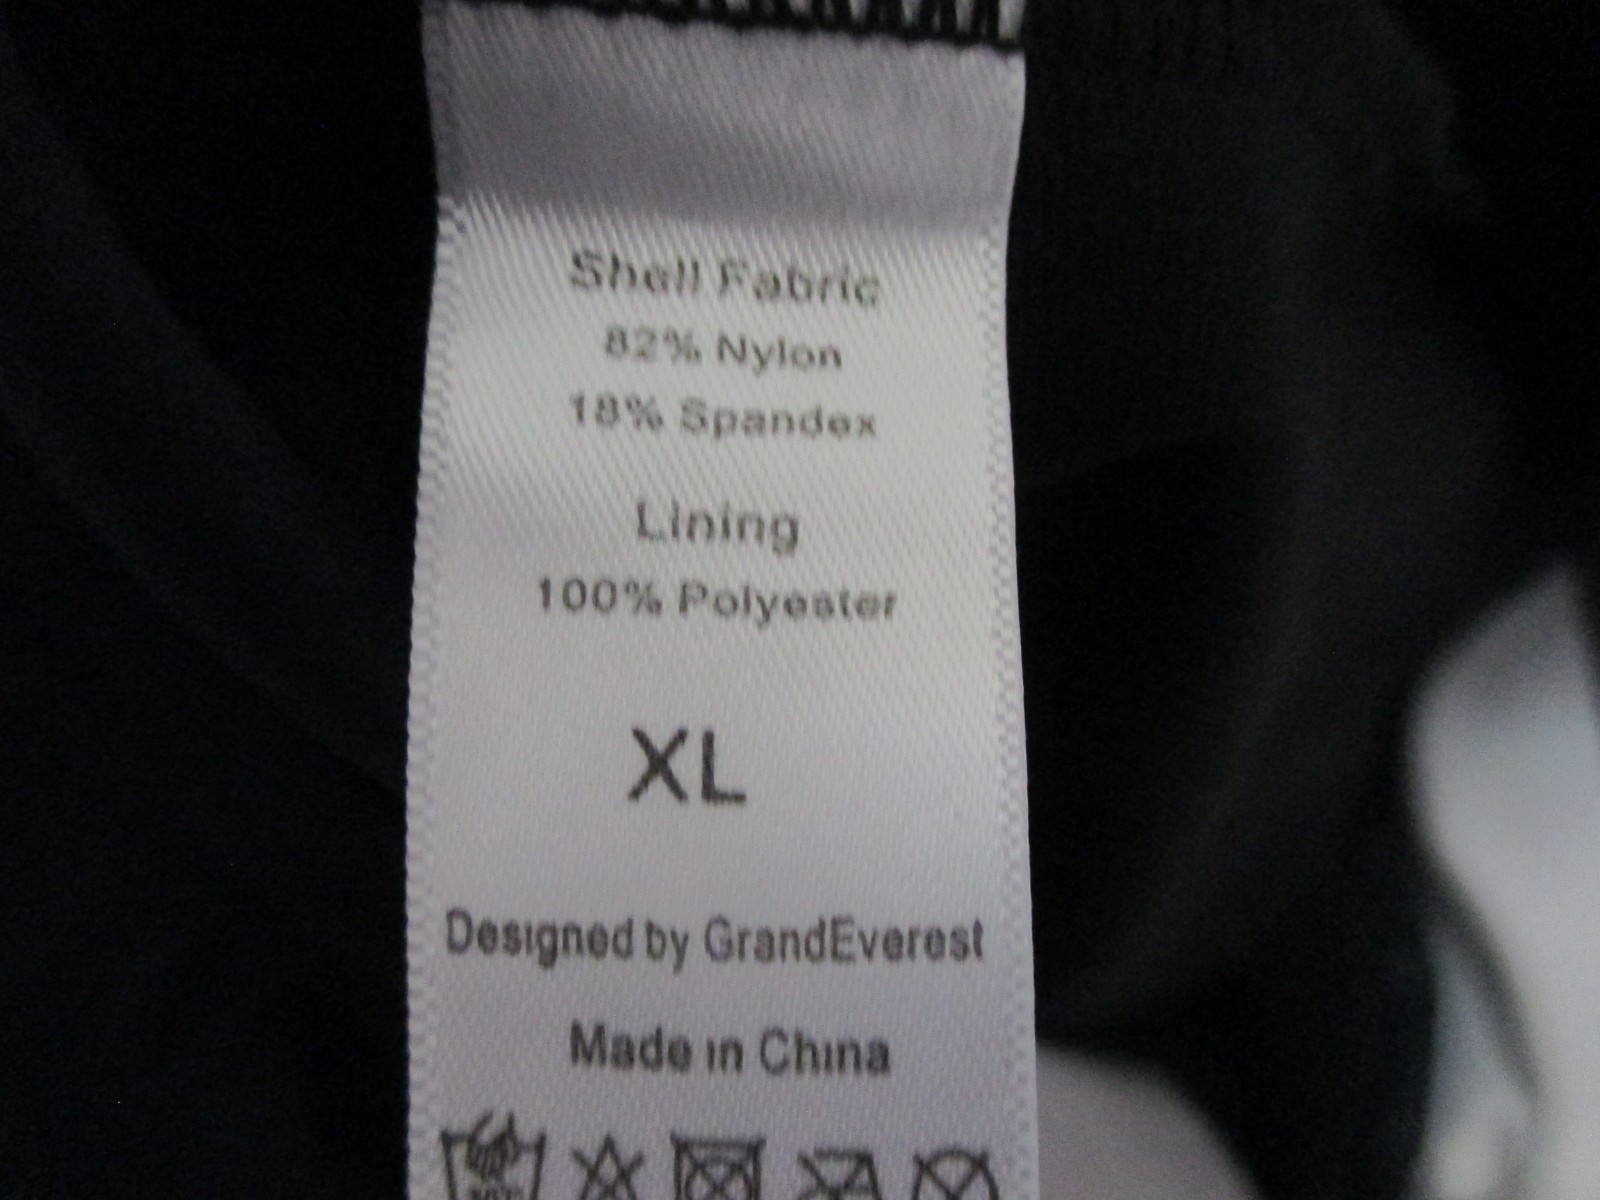 Shell Fabric
82% Nylon
18% Spandex
Lining
100% Polyester
XL
Designed by GrandEverest
Made in China